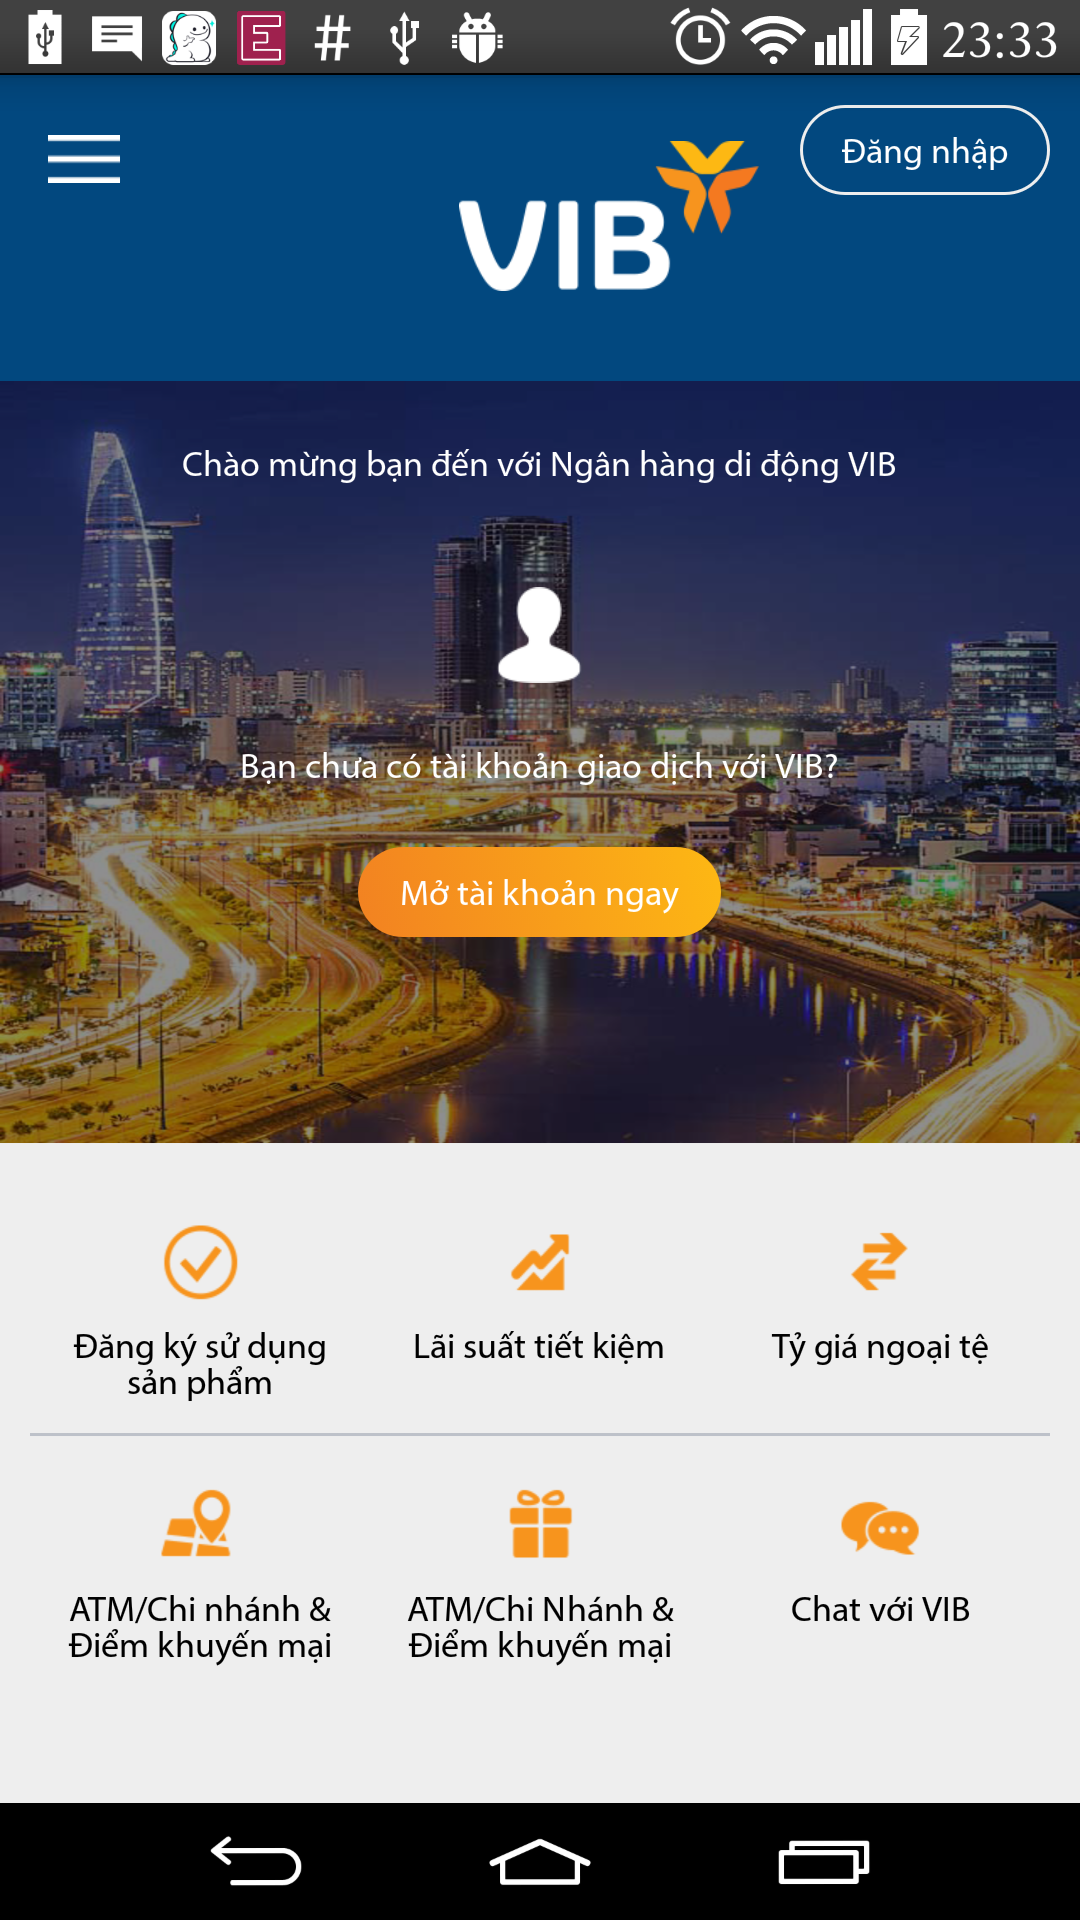 E # 23:33
Đăng nhập
VIB
Chào mừng bạn đến với Ngân hàng di động VIB
Bạn chưa có tài khoản giao dịch với VIB?
Mở tài khoản ngay
Đăng ký sử dụng
sản phẩm
Lãi suất tiết kiệm
Tỷ giá ngoại tệ
ATM/Chi nhánh &
Điểm khuyến mại
ATM/Chi Nhánh &
Điểm khuyến mại
Chat với VIB